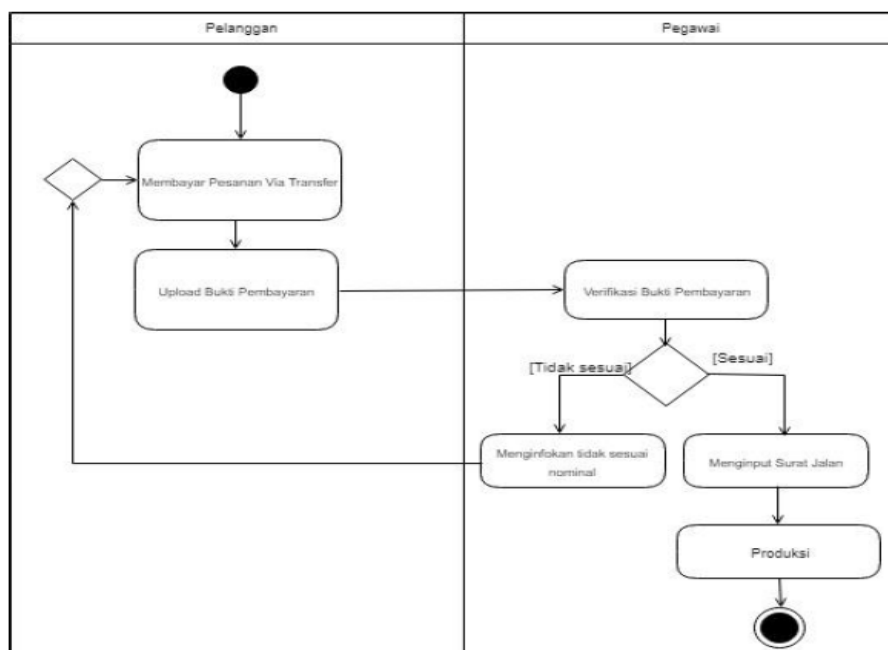 Pelanggan
Pegawai
Membayar Pesanan Via Transfer
Upload Bukti Pembayaran
Verifikasi Bukti Pembayaran
[Tidak sesuai]
[Sesuai]
Menginfokan tidak sesuai
nominal
Menginput Surat Jalan
Produksi